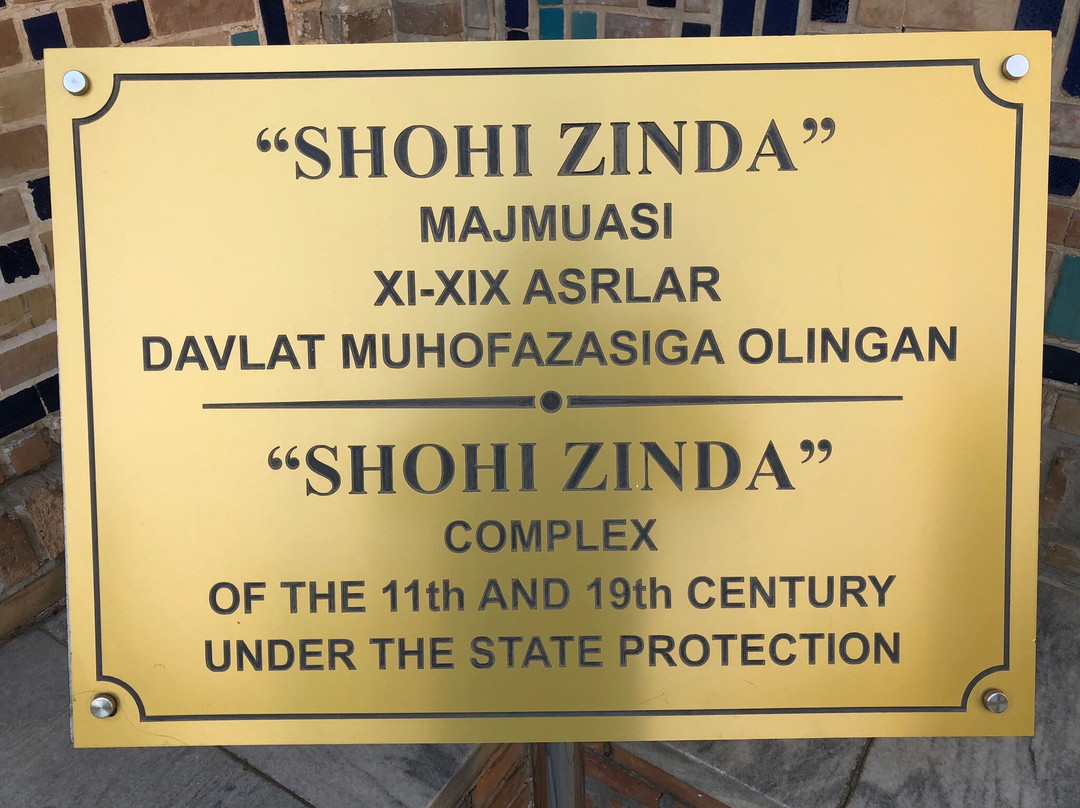 “SHOHI ZINDA”
MAJMUASI
XI-XIX ASRLAR
DAVLAT MUHOFAZASIGA OLINGAN
“SHOHI ZINDA”
COMPLEX
OF THE 11th AND 19th CENTURY
UNDER THE STATE PROTECTION